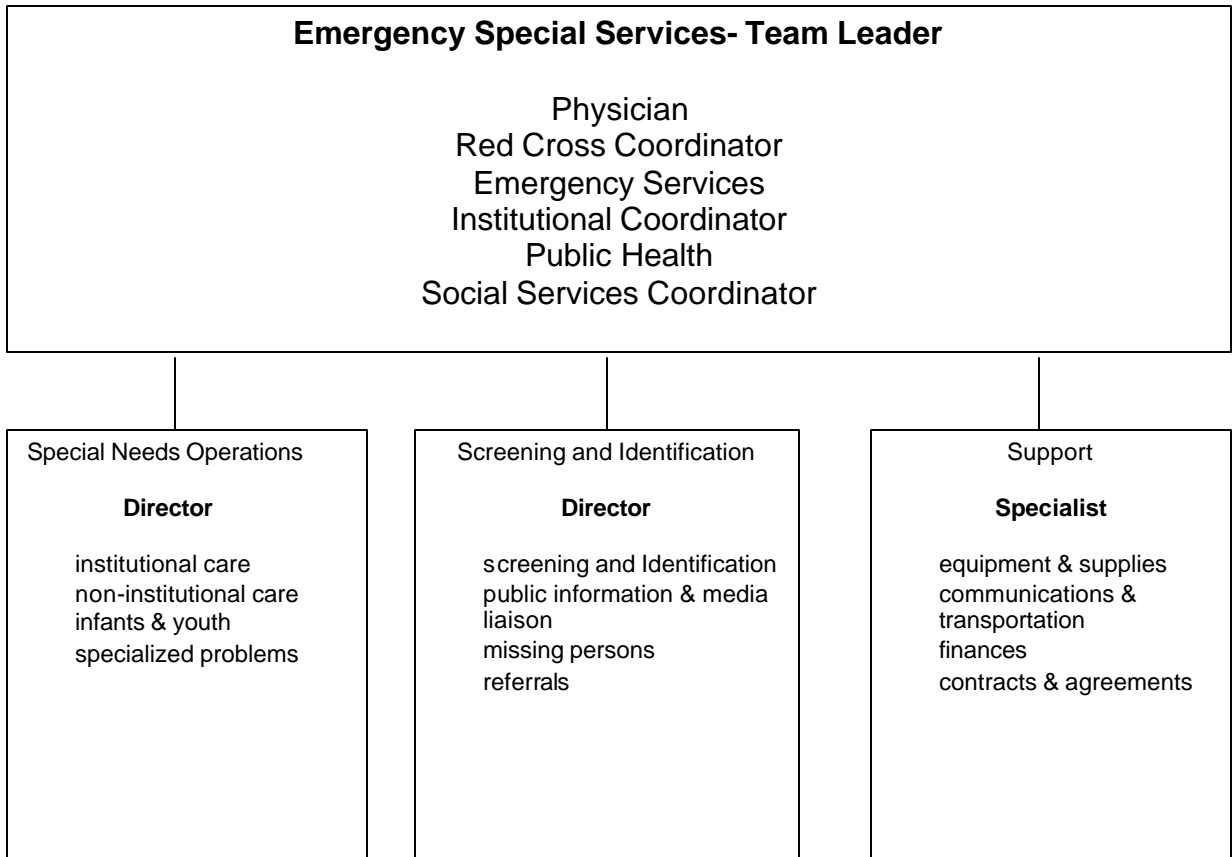 Emergency Special Services- Team Leader
Physician
Red Cross Coordinator
Emergency Services
Institutional Coordinator
Public Health
Social Services Coordinator
Special Needs Operations
Director
institutional care
non-institutional care
infants & youth
specialized problems
Screening and Identification
Director
screening and Identification
public information & media
liaison
missing persons
referrals
Support
Specialist
equipment & supplies
communications &
transportation
finances
contracts & agreements